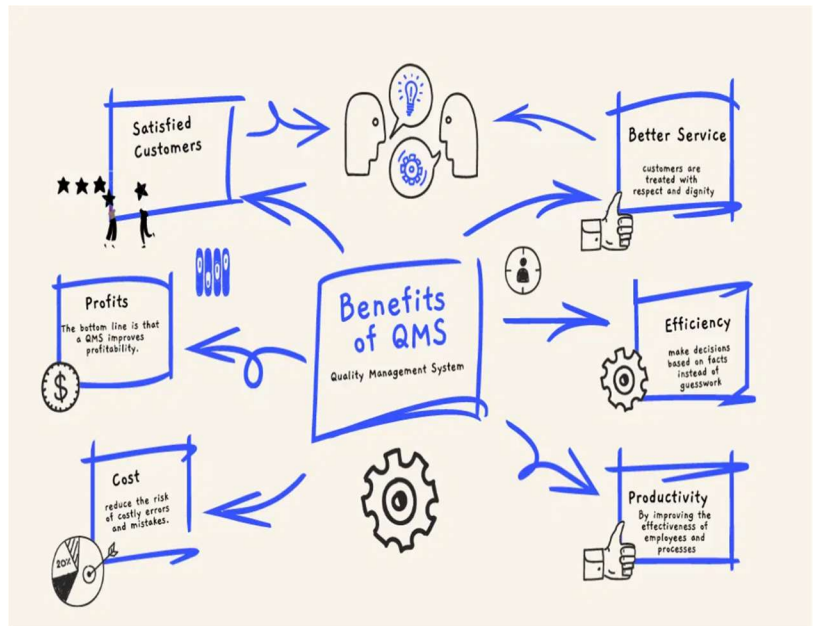 Satisfied
Customers
Better Service
customers are
treated with
respect and dignity
Benefits
of QMS
Quality Management System
Profits
The bottom line is that
a QMS improves
profitability.
$
Efficiency
make decisions
based on facts
instead of
guesswork
Cost
reduce the risk
of costly errors
and mistakes.
20%
Productivity
By improving the
effectiveness of
employees and
processes